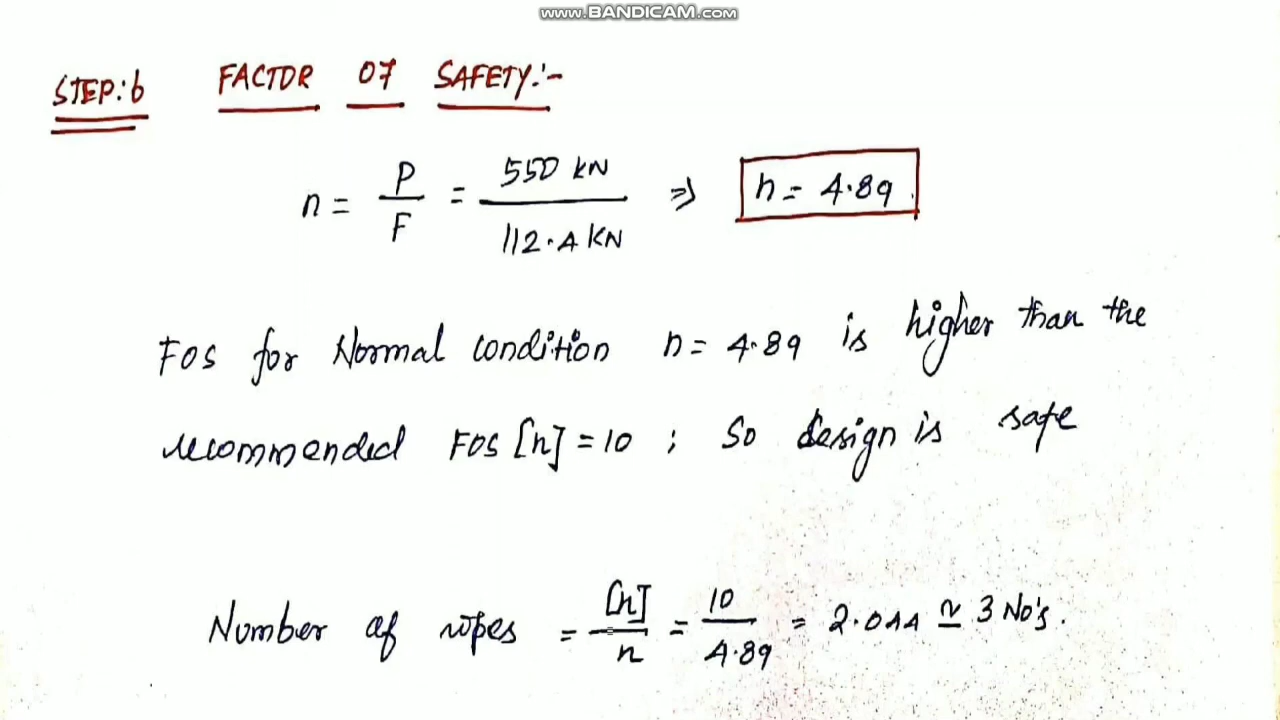 www.BANDICAM.com
STEP:6 FACTOR OF SAFETY:-
n = P/F = 550 KN / 112.4 KN ⇒ n = 4.89.
FOS for Normal condition n = 4.89 is higher than the
recommended FOS [n] = 10 ; So design is safe
Number of ropes = [n]/n = 10/4.89 = 2.044 ≃ 3 No's.